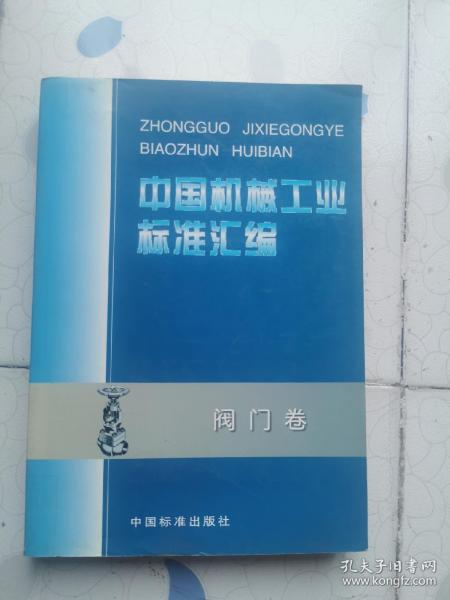 ZHONGGUO JIXIEGONGYE
BIAOZHUN HUIBIAN
中国机械工业
标准汇编
阀门卷
中国标准出版社
孔夫子旧书网
www.kongfz.com